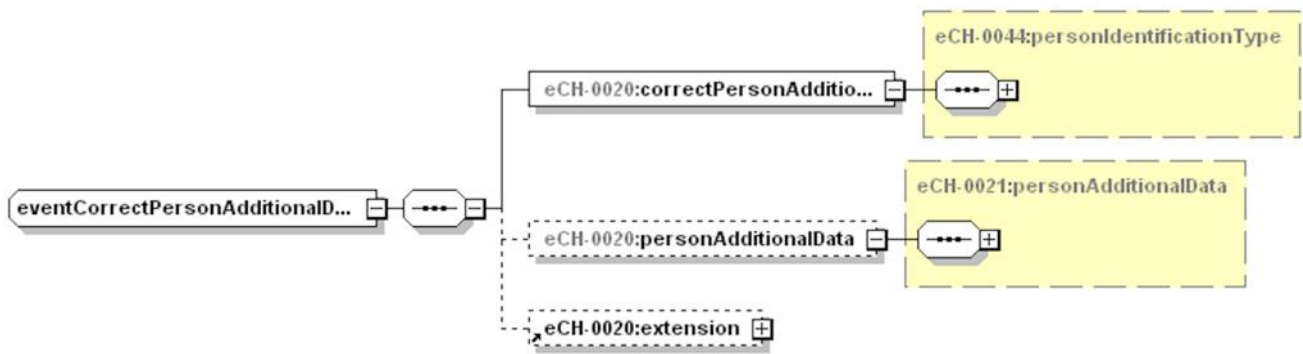 eCH-0044:personIdentificationType
eCH-0020:correctPersonAdditio...
eCH-0021:personAdditionalData
eventCorrectPersonAdditionalD...
eCH-0020:personAdditionalData
eCH-0020:extension